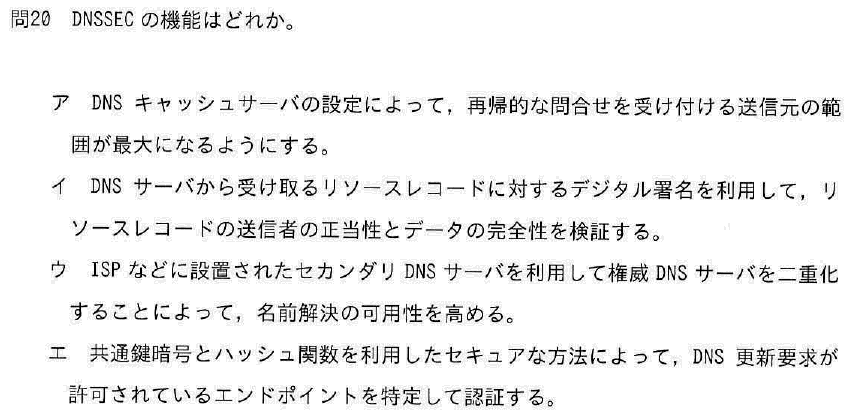 問20 DNSSEC の機能はどれか。
ア DNS キャッシュサーバの設定によって，再帰的な問合せを受け付ける送信元の範
囲が最大になるようにする。
イ DNS サーバから受け取るリソースレコードに対するデジタル署名を利用して，リ
ソースレコードの送信者の正当性とデータの完全性を検証する。
ウ ISP などに設置されたセカンダリ DNS サーバを利用して権威 DNS サーバを二重化
することによって，名前解決の可用性を高める。
エ 共通鍵暗号とハッシュ関数を利用したセキュアな方法によって，DNS 更新要求が
許可されているエンドポイントを特定して認証する。